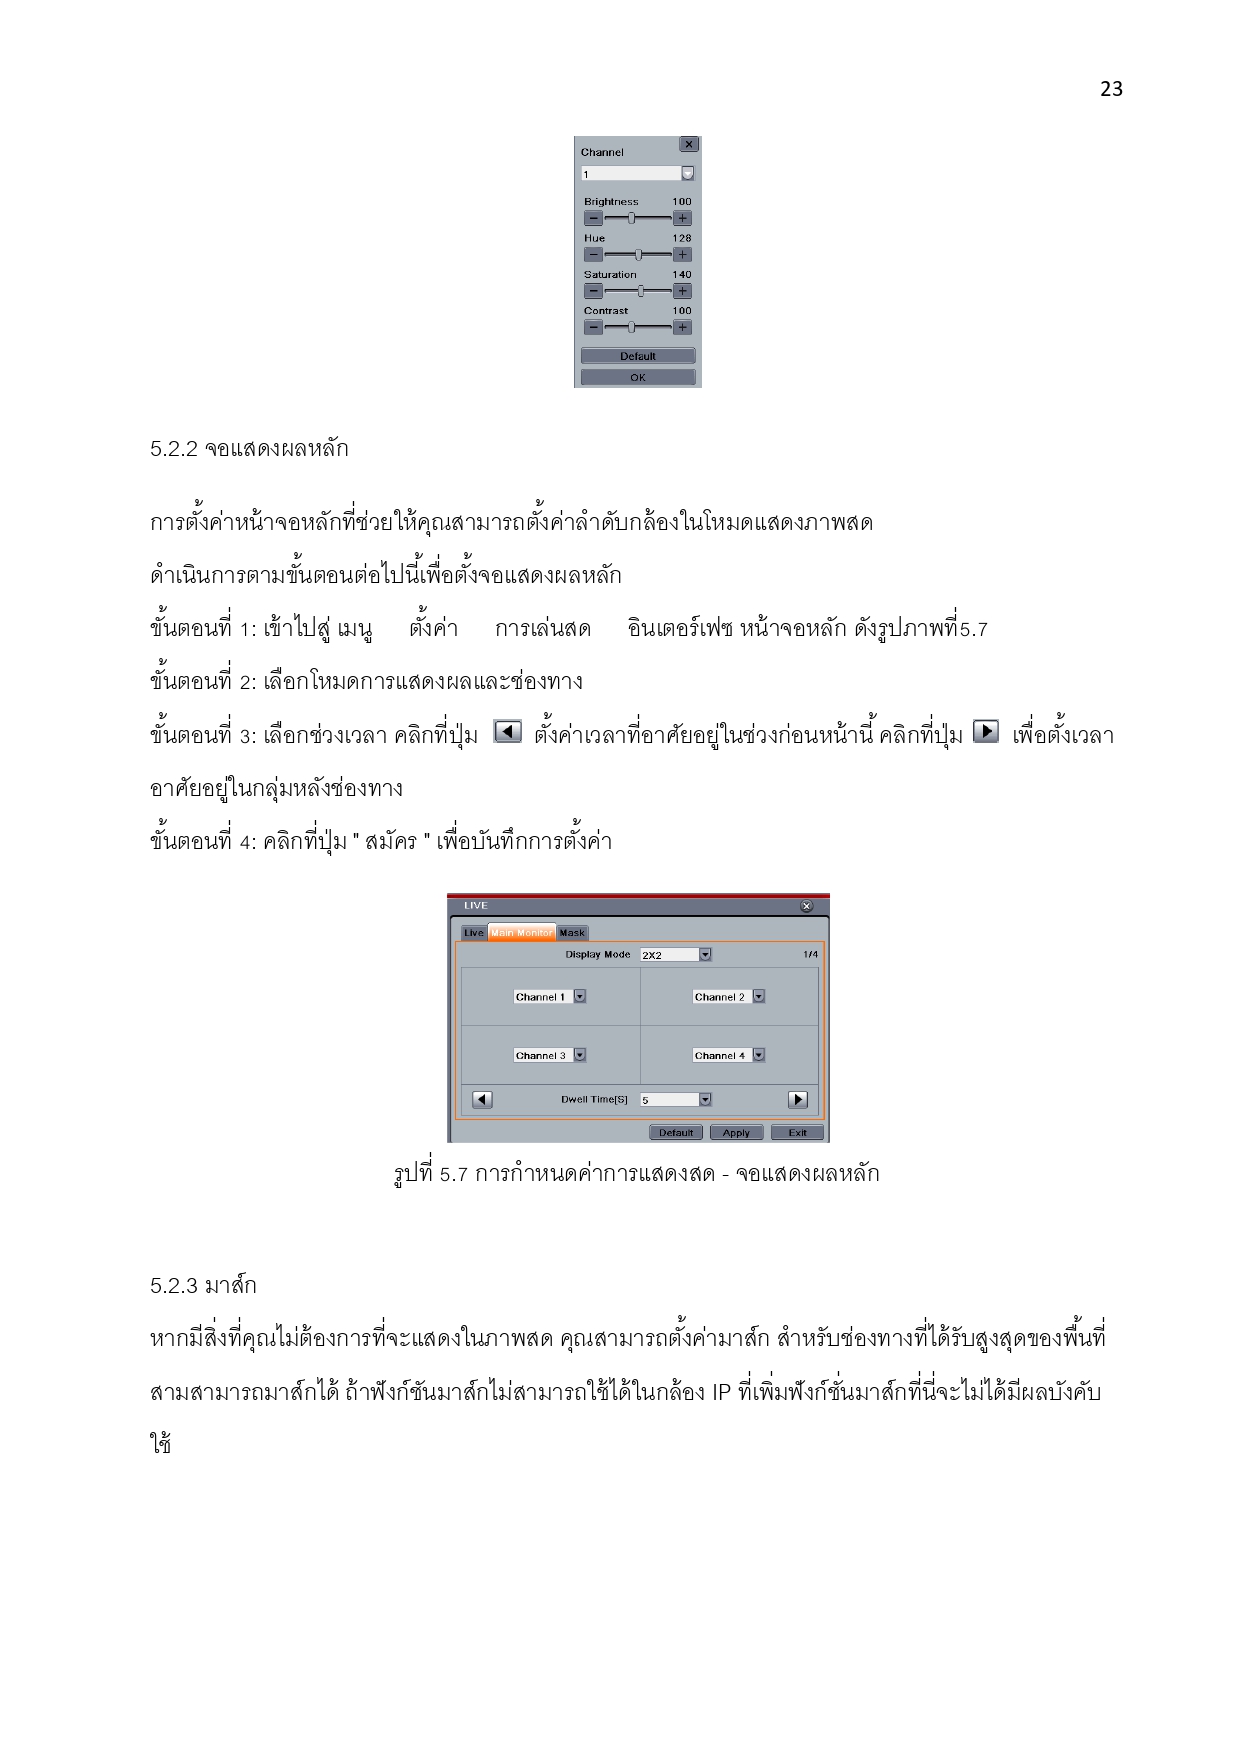 23
Channel
1
Brightness 100
Hue 128
Saturation 140
Contrast 100
Default
OK
5.2.2 จอแสดงผลหลัก
การตั้งค่าหน้าจอหลักที่ช่วยให้คุณสามารถตั้งค่าลำดับกล้องในโหมดแสดงภาพสด
ดำเนินการตามขั้นตอนต่อไปนี้เพื่อตั้งจอแสดงผลหลัก
ขั้นตอนที่ 1: เข้าไปสู่ เมนู ตั้งค่า การเล่นสด อินเตอร์เฟซ หน้าจอหลัก ดังรูปภาพที่5.7
ขั้นตอนที่ 2: เลือกโหมดการแสดงผลและช่องทาง
ขั้นตอนที่ 3: เลือกช่วงเวลา คลิกที่ปุ่ม ตั้งค่าเวลาที่อาศัยอยู่ในช่วงก่อนหน้านี้ คลิกที่ปุ่ม เพื่อตั้งเวลา
อาศัยอยู่ในกลุ่มหลังช่องทาง
ขั้นตอนที่ 4: คลิกที่ปุ่ม " สมัคร " เพื่อบันทึกการตั้งค่า
LIVE
Live Main Monitor Mask
Display Mode 2X2 1/4
Channel 1 Channel 2
Channel 3 Channel 4
Dwell Time[S] 5
Default Apply Exit
รูปที่ 5.7 การกำหนดค่าการแสดงสด - จอแสดงผลหลัก
5.2.3 มาส์ก
หากมีสิ่งที่คุณไม่ต้องการที่จะแสดงในภาพสด คุณสามารถตั้งค่ามาส์ก สำหรับช่องทางที่ได้รับสูงสุดของพื้นที่
สามสามารถมาส์กได้ ถ้าฟังก์ชันมาส์กไม่สามารถใช้ได้ในกล้อง IP ที่เพิ่มฟังก์ชั่นมาส์กที่นี่จะไม่ได้มีผลบังคับ
ใช้